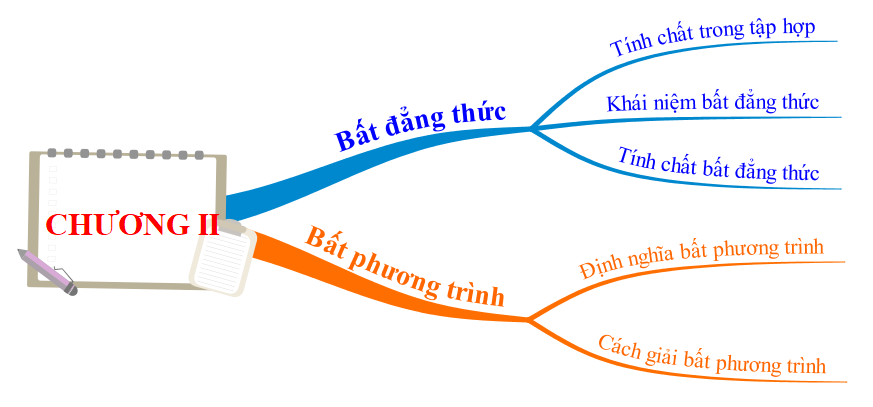 CHƯƠNG II
Bất đẳng thức
Tính chất trong tập hợp
Khái niệm bất đẳng thức
Tính chất bất đẳng thức
Bất phương trình
Định nghĩa bất phương trình
Cách giải bất phương trình